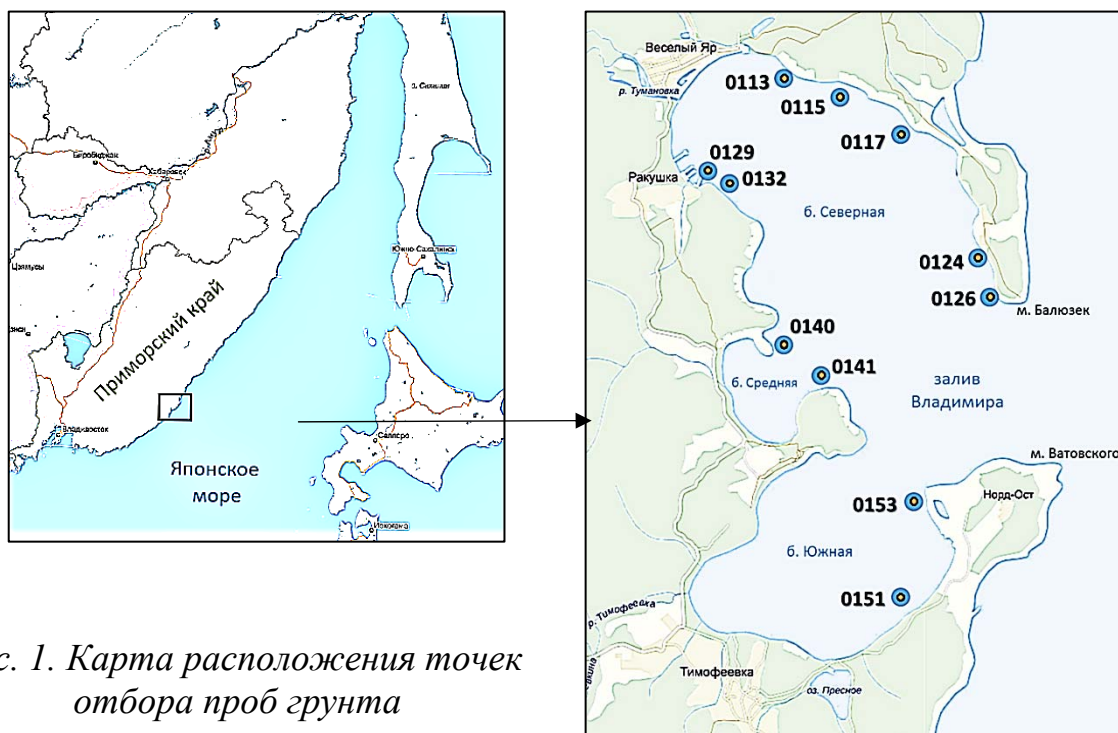 о. Сахалин
Биробиджан
Хабаровск
Южно-Сахалинск
Приморский край
Владивосток
Саппоро
Японское
море
с. 1. Карта расположения точек
отбора проб грунта
Веселый Яр
р. Тумановка
0113
0115
0117
0129
Ракушка
0132
б. Северная
0124
0126
м. Балюзек
0140
0141
б. Средняя
залив
Владимира
м. Ватовского
0153
Норд-Ост
б. Южная
0151
р. Тимофеевка
Тимофеевка
оз. Пресное